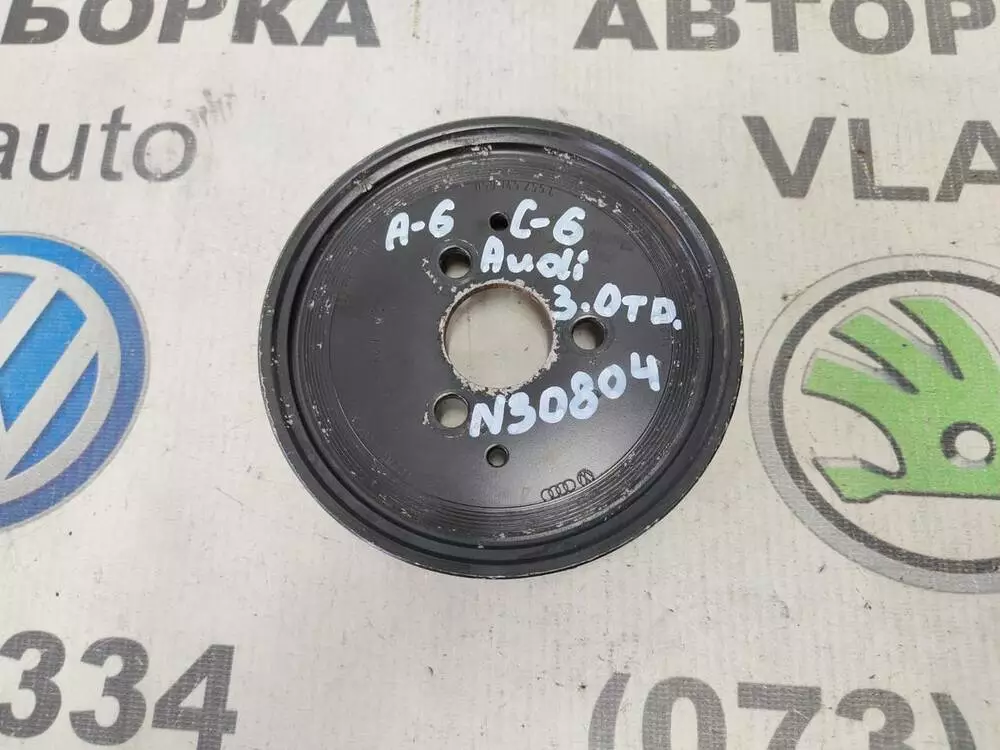 БОРКА
АВТОР
auto
VLA
A-6 C-6
Audi
3.0TD.
N30804
334
(073)